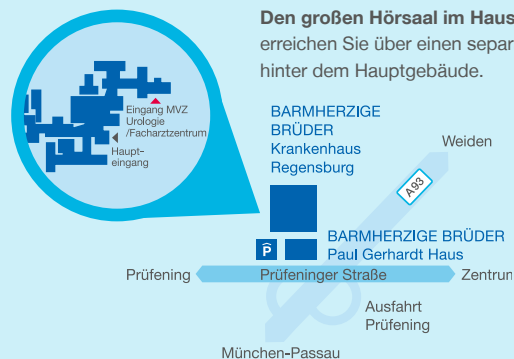 Den großen Hörsaal im Haus
erreichen Sie über einen separ
hinter dem Hauptgebäude.
Eingang MVZ
Urologie
/Facharztzentrum
Haupt-
eingang
BARMHERZIGE
BRÜDER
Krankenhaus
Regensburg
Weiden
A93
P
BARMHERZIGE BRÜDER
Paul Gerhardt Haus
Prüfening
Prüfeninger Straße
Zentrum
Ausfahrt
Prüfening
München-Passau